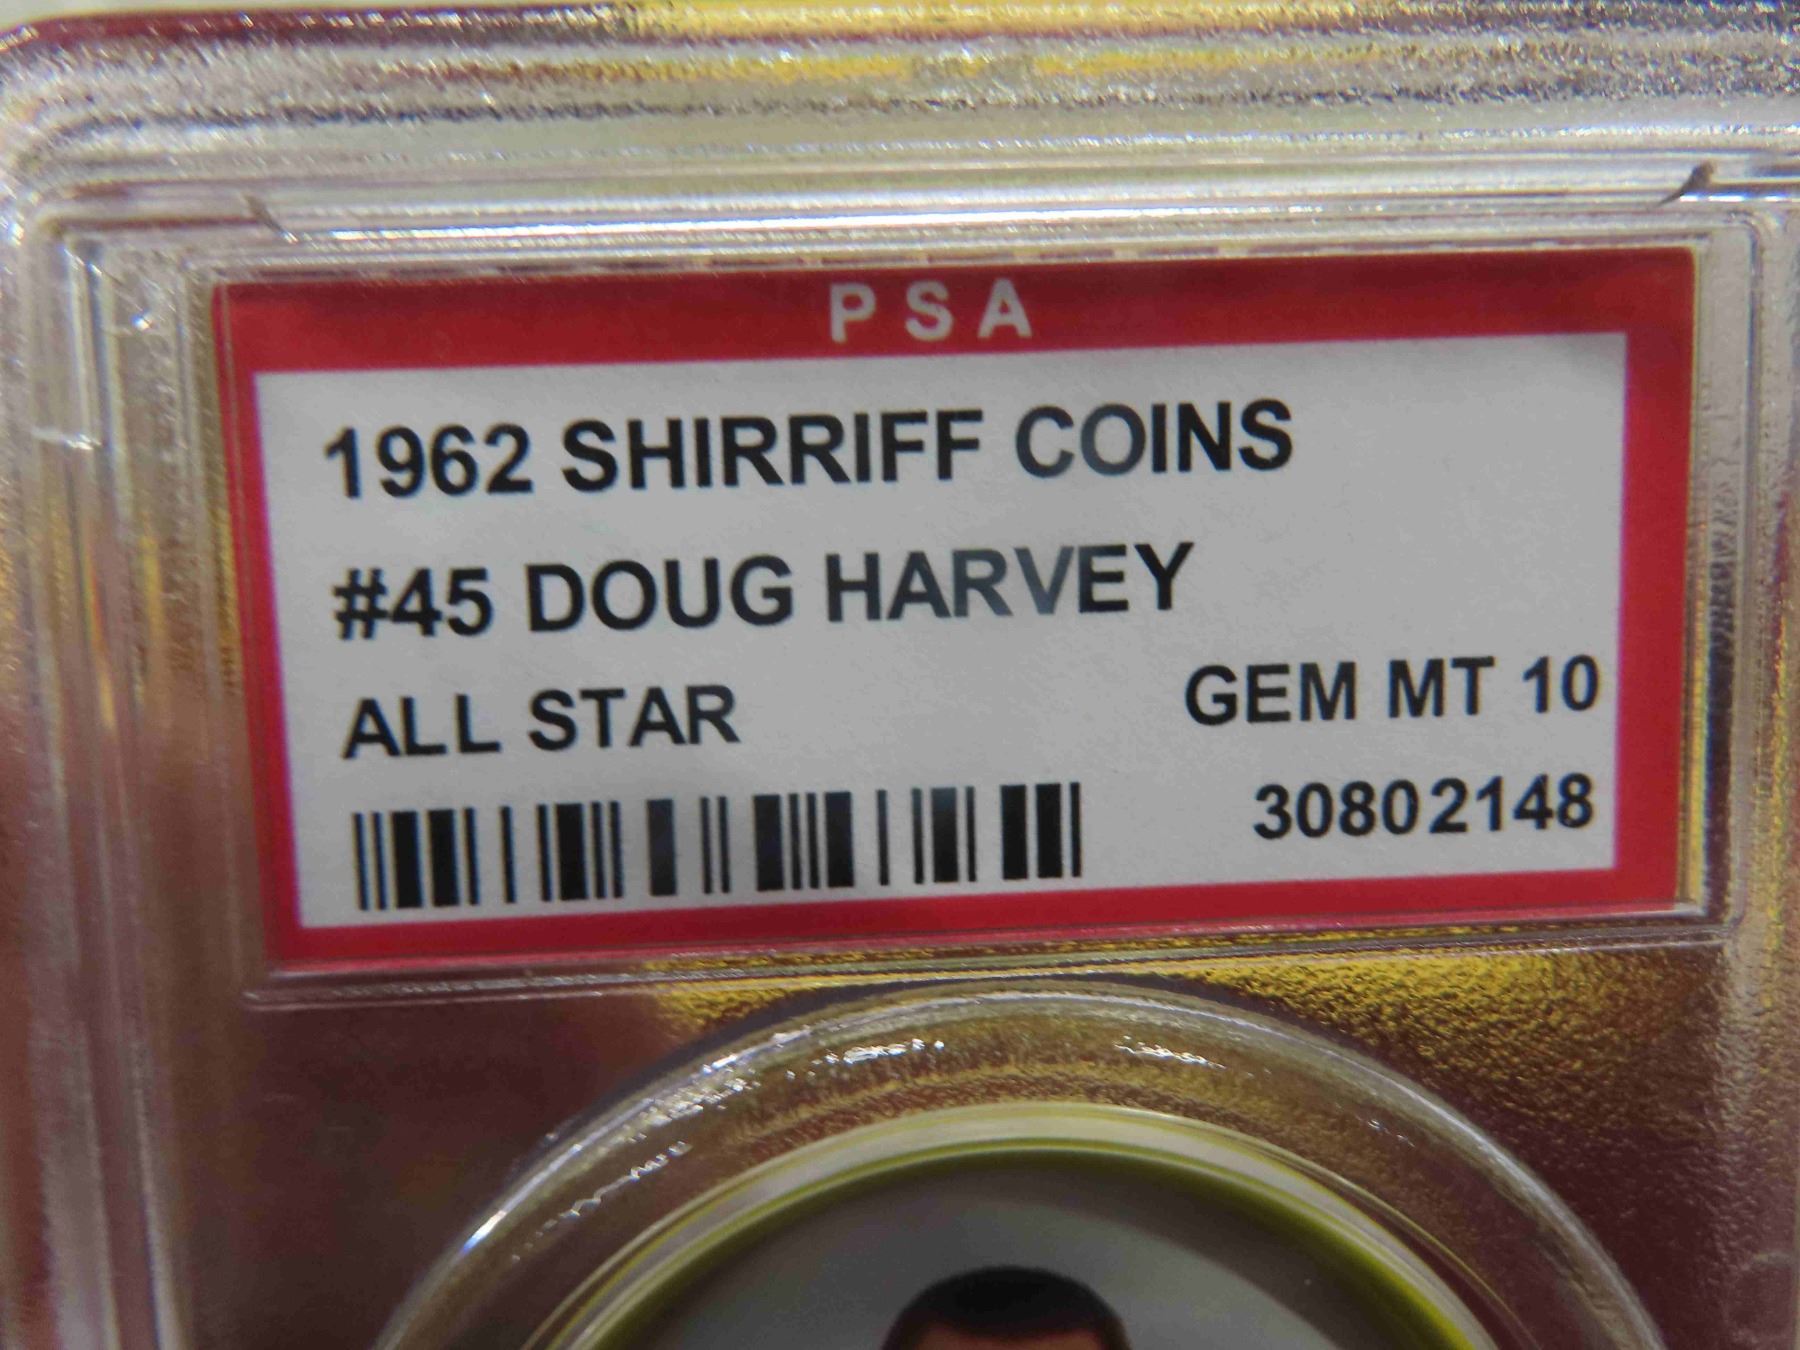 PSA
1962 SHIRRIFF COINS
#45 DOUG HARVEY
ALL STAR
GEM MT 10
30802148